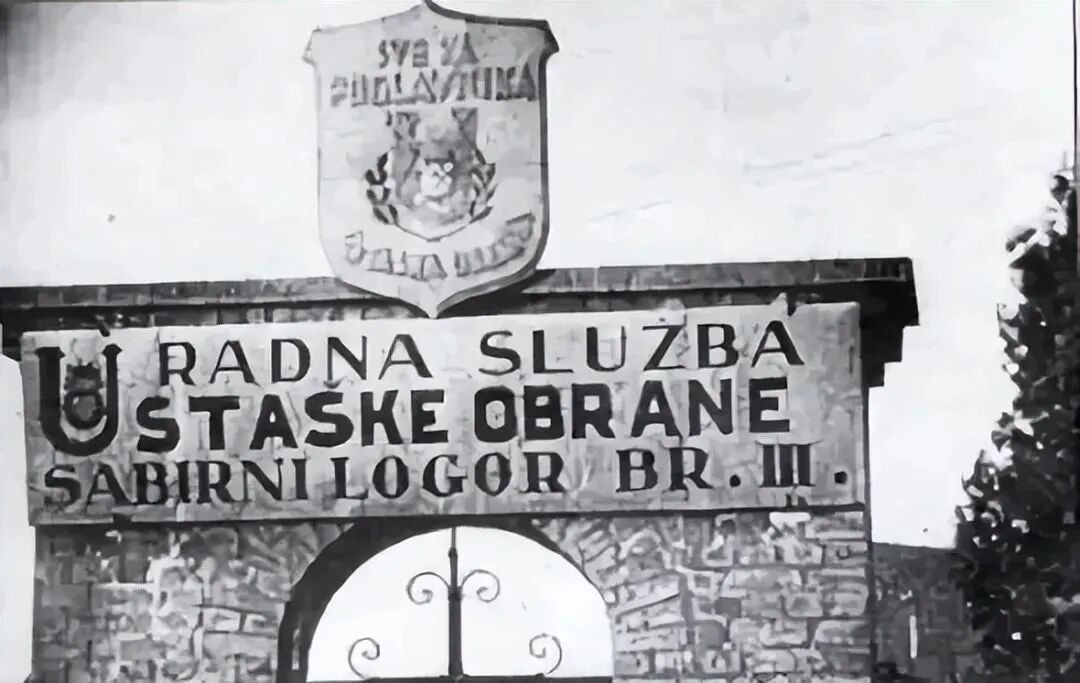 SVE ZA
POGLAVNIKA
RADNA SLUŽBA
USTAŠKE OBRANE
SABIRNI LOGOR BR. III.